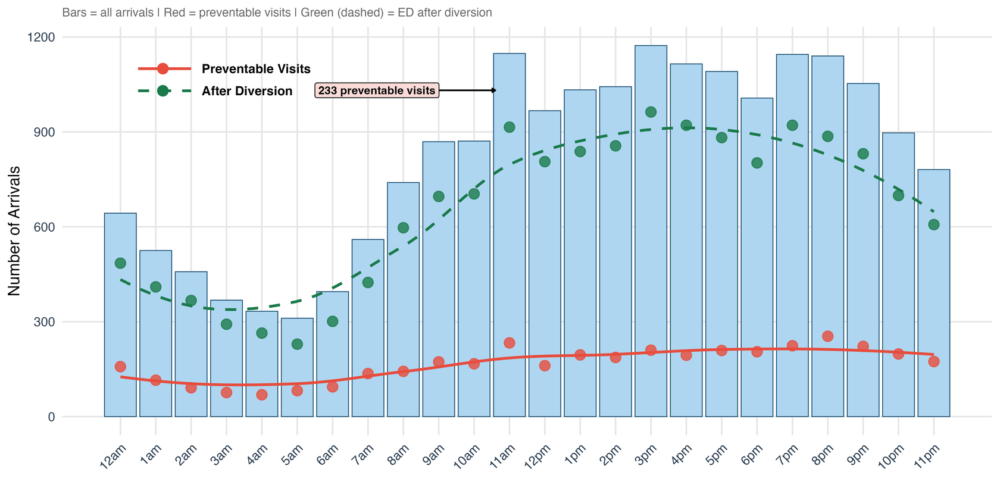 Bars = all arrivals | Red = preventable visits | Green (dashed) = ED after diversion
1200
900
600
300
0
Number of Arrivals
Preventable Visits
After Diversion
233 preventable visits
12am
1am
2am
3am
4am
5am
6am
7am
8am
9am
10am
11am
12pm
1pm
2pm
3pm
4pm
5pm
6pm
7pm
8pm
9pm
10pm
11pm